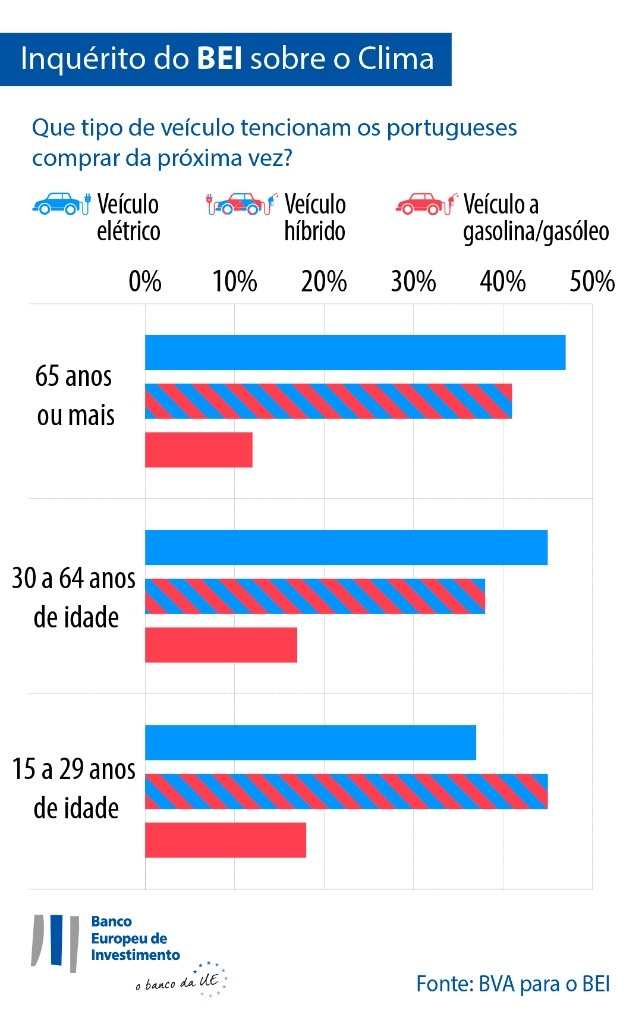 Inquérito do BEI sobre o Clima
Que tipo de veículo tencionam os portugueses
comprar da próxima vez?
Veículo
elétrico
Veículo
híbrido
Veículo a
gasolina/gasóleo
0% 10% 20% 30% 40% 50%
65 anos
ou mais
30 a 64 anos
de idade
15 a 29 anos
de idade
Banco
Europeu de
Investimento
o banco da UE
Fonte: BVA para o BEI